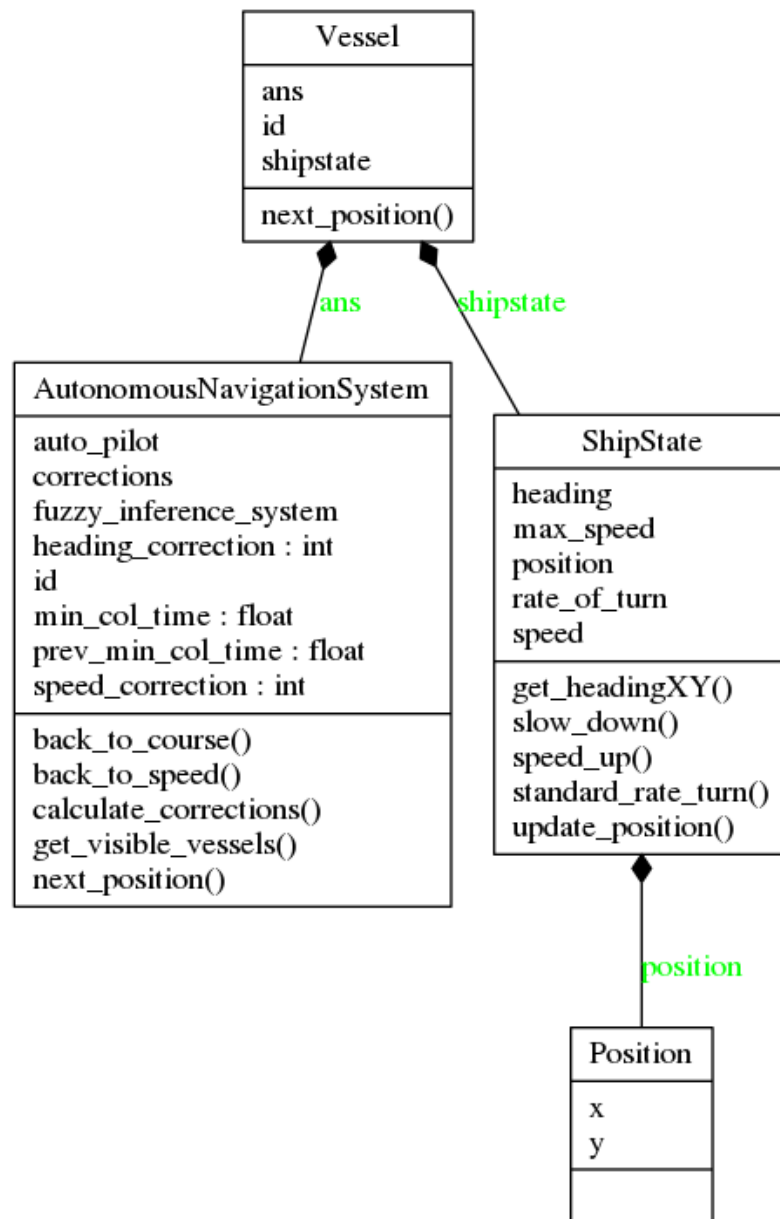 Vessel
ans
id
shipstate
next_position()
ans
shipstate
AutonomousNavigationSystem
auto_pilot
corrections
fuzzy_inference_system
heading_correction : int
id
min_col_time : float
prev_min_col_time : float
speed_correction : int
back_to_course()
back_to_speed()
calculate_corrections()
get_visible_vessels()
next_position()
ShipState
heading
max_speed
position
rate_of_turn
speed
get_headingXY()
slow_down()
speed_up()
standard_rate_turn()
update_position()
position
Position
x
y